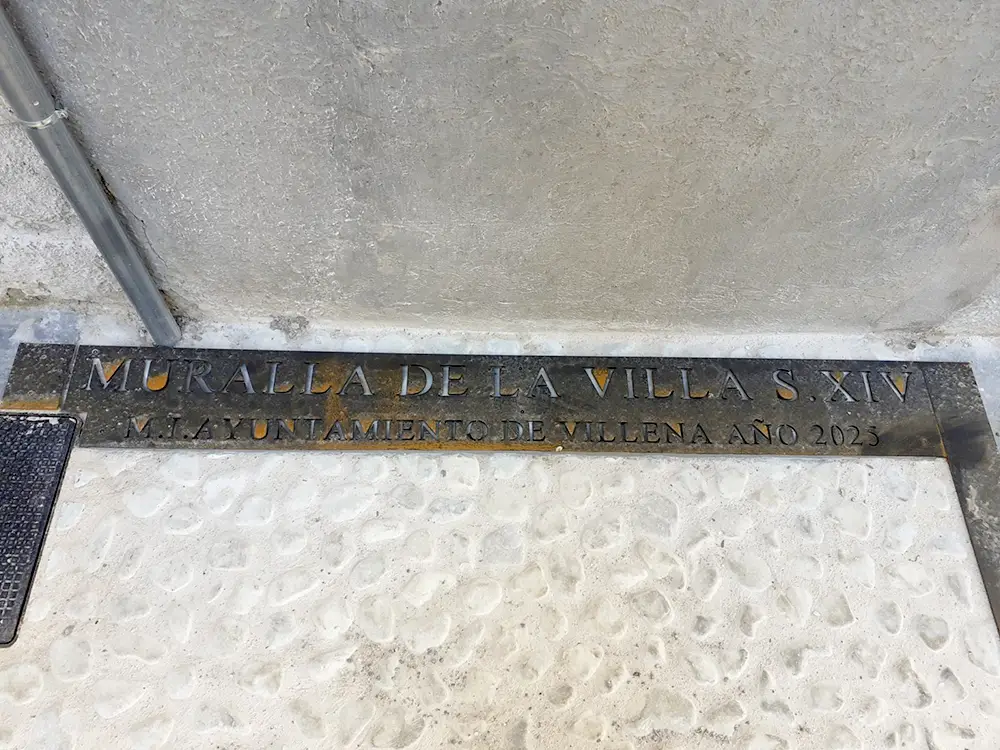 MURALLA DE LA VILLA S.XIV
M.I.AYUNTAMIENTO DE VILLENA AÑO 2025